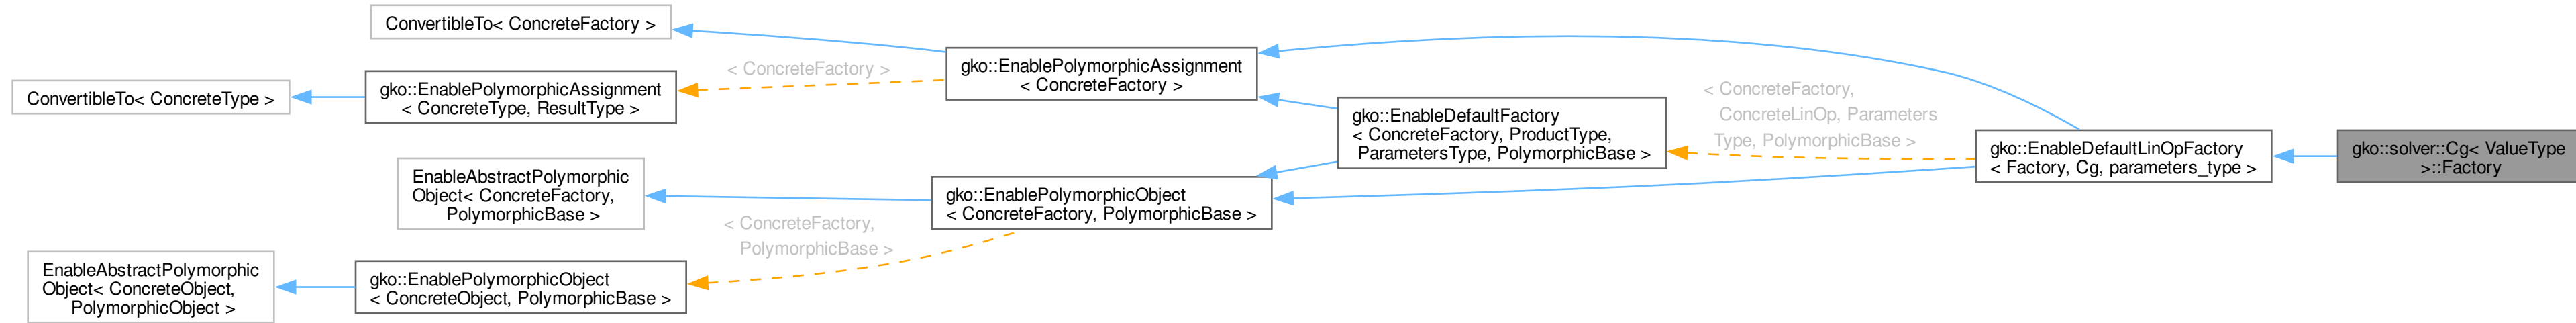 ConvertibleTo< ConcreteFactory >
ConvertibleTo< ConcreteType >
gko::EnablePolymorphicAssignment
< ConcreteType, ResultType >
< ConcreteFactory >
gko::EnablePolymorphicAssignment
< ConcreteFactory >
EnableAbstractPolymorphic
Object< ConcreteFactory,
PolymorphicBase >
EnableAbstractPolymorphic
Object< ConcreteObject,
PolymorphicObject >
gko::EnablePolymorphicObject
< ConcreteObject, PolymorphicBase >
< ConcreteFactory,
PolymorphicBase >
gko::EnablePolymorphicObject
< ConcreteFactory, PolymorphicBase >
gko::EnableDefaultFactory
< ConcreteFactory, ProductType,
ParametersType, PolymorphicBase >
< ConcreteFactory,
ConcreteLinOp, Parameters
Type, PolymorphicBase >
gko::EnableDefaultLinOpFactory
< Factory, Cg, parameters_type >
gko::solver::Cg< ValueType
>::Factory